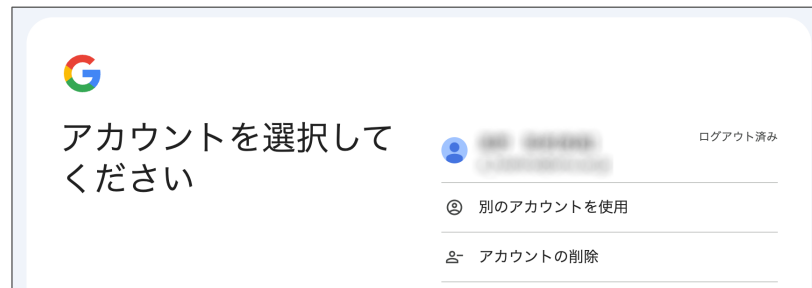 アカウントを選択して
ください
ログアウト済み
別のアカウントを使用
アカウントの削除